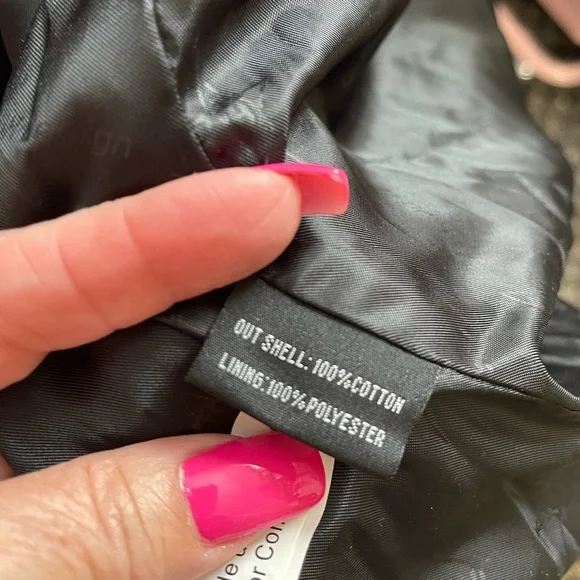 OUT SHELL: 100%COTTON
LINING:100%POLYESTER